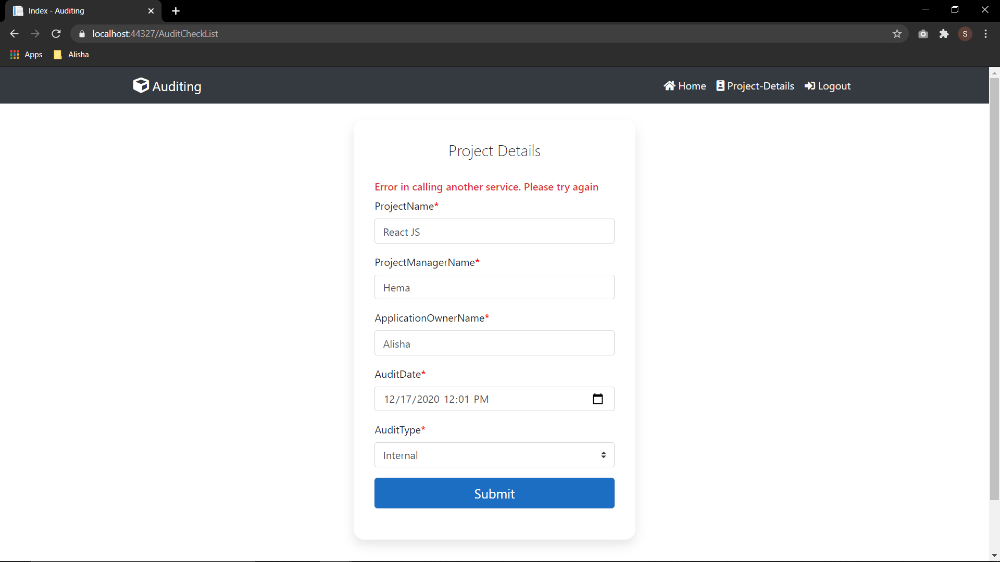 Index - Auditing
localhost:44327/AuditCheckList
S
Apps Alisha
Auditing
Home Project-Details Logout
Project Details
Error in calling another service. Please try again
ProjectName*
React JS
ProjectManagerName*
Hema
ApplicationOwnerName*
Alisha
AuditDate*
12/17/2020 12:01 PM
AuditType*
Internal
Submit